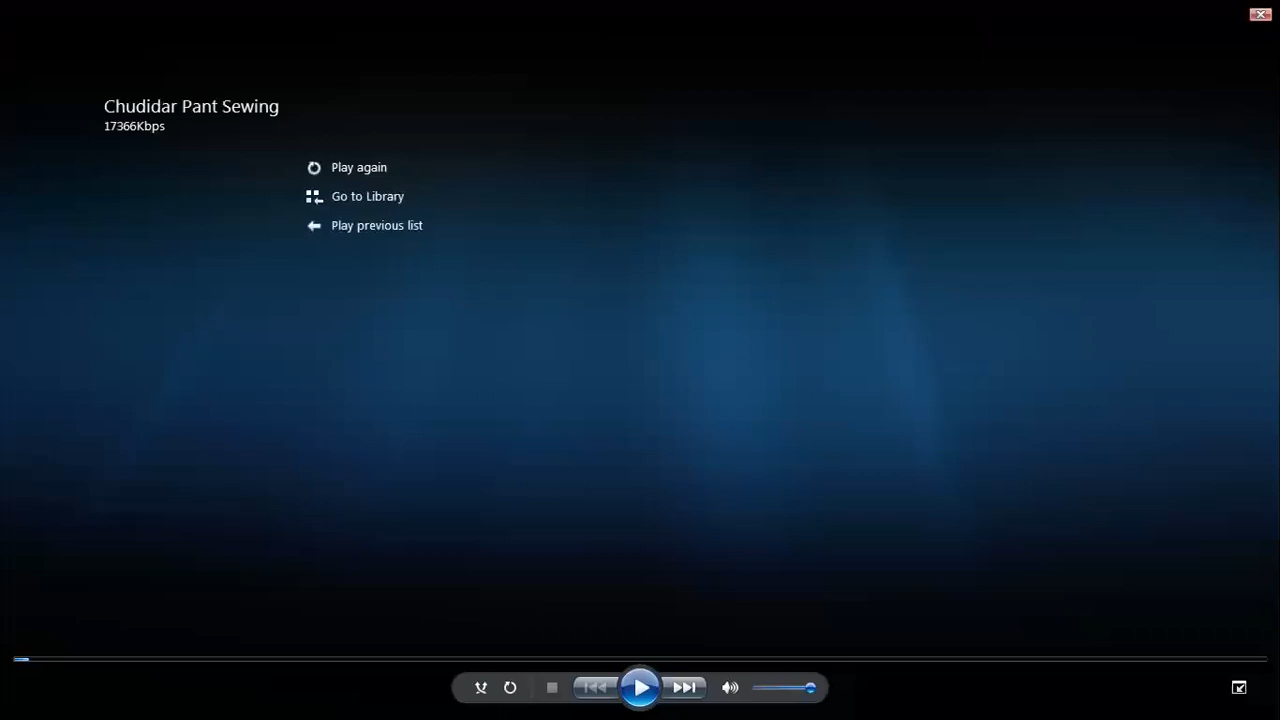 Chudidar Pant Sewing
17366Kbps
Play again
Go to Library
Play previous list